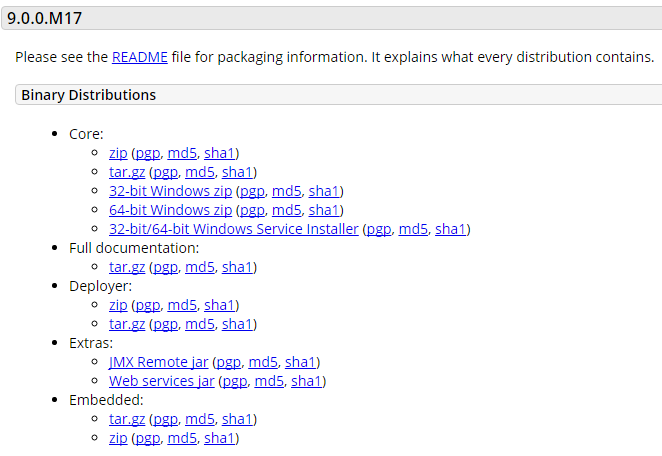 9.0.0.M17
Please see the README file for packaging information. It explains what every distribution contains.
Binary Distributions
Core:
zip (pgp, md5, sha1)
tar.gz (pgp, md5, sha1)
32-bit Windows zip (pgp, md5, sha1)
64-bit Windows zip (pgp, md5, sha1)
32-bit/64-bit Windows Service Installer (pgp, md5, sha1)
Full documentation:
tar.gz (pgp, md5, sha1)
Deployer:
zip (pgp, md5, sha1)
tar.gz (pgp, md5, sha1)
Extras:
JMX Remote jar (pgp, md5, sha1)
Web services jar (pgp, md5, sha1)
Embedded:
tar.gz (pgp, md5, sha1)
zip (pgp, md5, sha1)